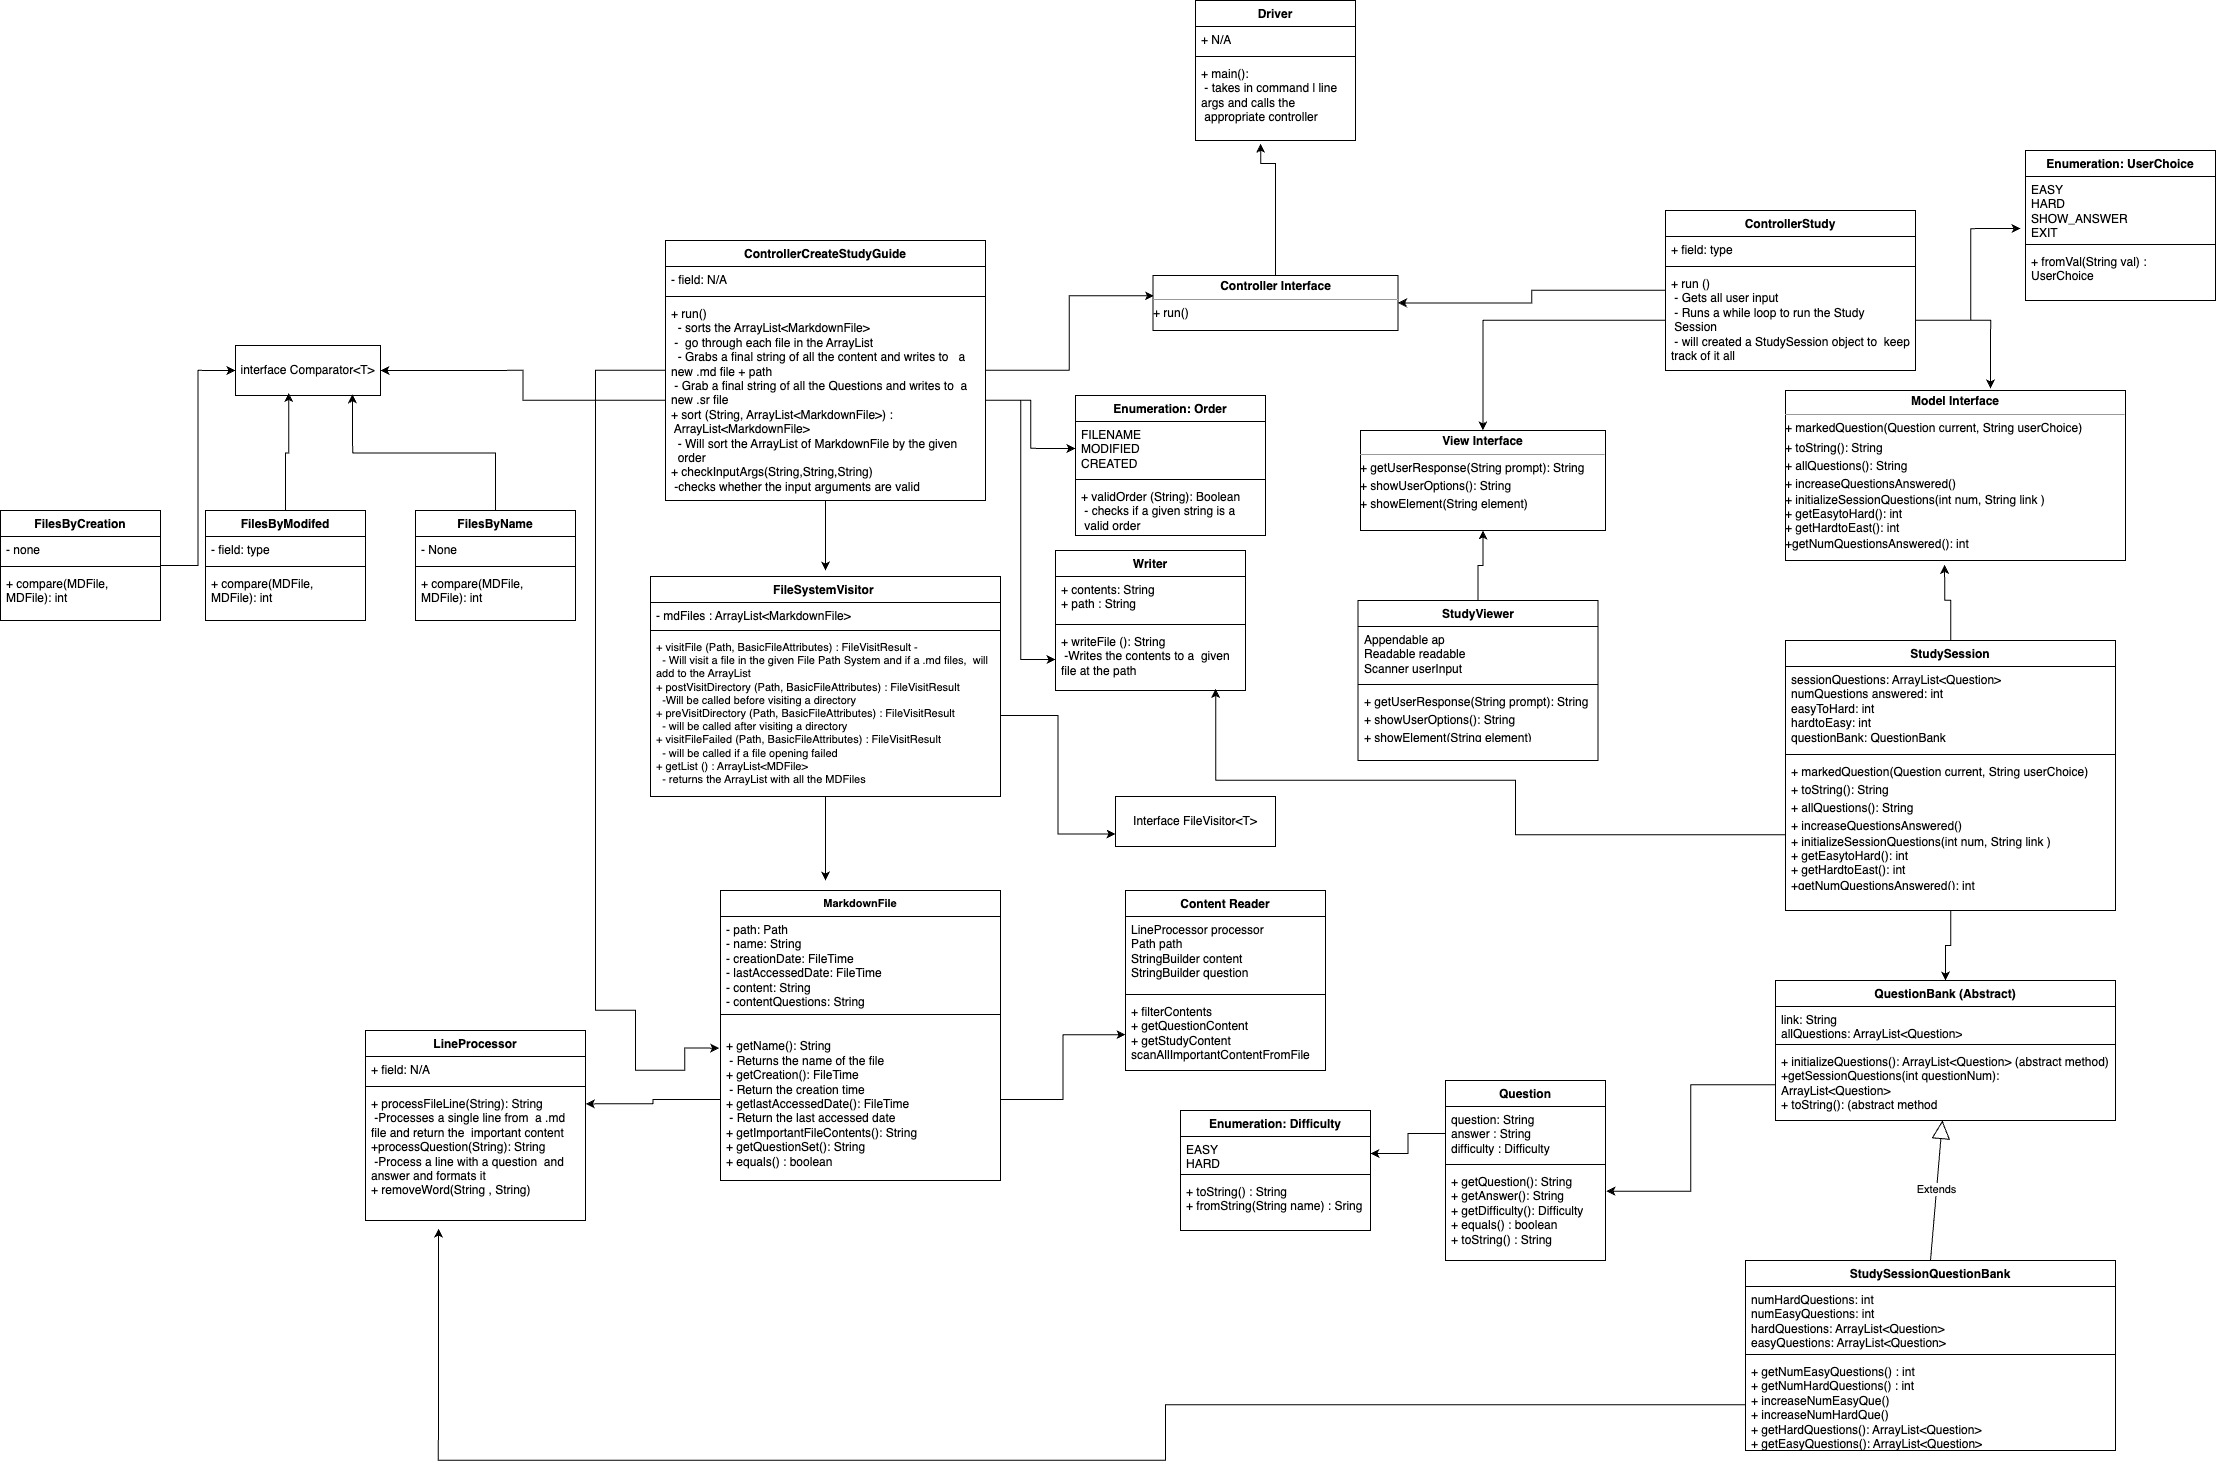 Driver
+ N/A
+ main():
- takes in command l line
args and calls the
appropriate controller
Enumeration: UserChoice
EASY
HARD
SHOW_ANSWER
EXIT
+ fromVal(String val) :
UserChoice
ControllerStudy
+ field: type
+ run ()
- Gets all user input
- Runs a while loop to run the Study
Session
- will created a StudySession object to keep
track of it all
ControllerCreateStudyGuide
- field: N/A
+ run()
- sorts the ArrayList<MarkdownFile>
- go through each file in the ArrayList
- Grabs a final string of all the content and writes to a
new .md file + path
- Grab a final string of all the Questions and writes to a
new .sr file
+ sort (String, ArrayList<MarkdownFile>) :
ArrayList<MarkdownFile>
- Will sort the ArrayList of MarkdownFile by the given
order
+ checkInputArgs(String,String,String)
-checks whether the input arguments are valid
Controller Interface
+ run()
interface Comparator<T>
Enumeration: Order
FILENAME
MODIFIED
CREATED
+ validOrder (String): Boolean
- checks if a given string is a
valid order
View Interface
+ getUserResponse(String prompt): String
+ showUserOptions(): String
+ showElement(String element)
Model Interface
+ markedQuestion(Question current, String userChoice)
+ toString(): String
+ allQuestions(): String
+ increaseQuestionsAnswered()
+ initializeSessionQuestions(int num, String link )
+ getEasytoHard(): int
+ getHardtoEast(): int
+getNumQuestionsAnswered(): int
FilesByCreation
- none
+ compare(MDFile,
MDFile): int
FilesByModifed
- field: type
+ compare(MDFile,
MDFile): int
FilesByName
- None
+ compare(MDFile,
MDFile): int
FileSystemVisitor
- mdFiles : ArrayList<MarkdownFile>
+ visitFile (Path, BasicFileAttributes) : FileVisitResult -
- Will visit a file in the given File Path System and if a .md files, will
add to the ArrayList
+ postVisitDirectory (Path, BasicFileAttributes) : FileVisitResult
-Will be called before visiting a directory
+ preVisitDirectory (Path, BasicFileAttributes) : FileVisitResult
- will be called after visiting a directory
+ visitFileFailed (Path, BasicFileAttributes) : FileVisitResult
- will be called if a file opening failed
+ getList () : ArrayList<MDFile>
- returns the ArrayList with all the MDFiles
Writer
+ contents: String
+ path : String
+ writeFile (): String
-Writes the contents to a given
file at the path
StudyViewer
Appendable ap
Readable readable
Scanner userInput
+ getUserResponse(String prompt): String
+ showUserOptions(): String
+ showElement(String element)
StudySession
sessionQuestions: ArrayList<Question>
numQuestions answered: int
easyToHard: int
hardtoEasy: int
questionBank: QuestionBank
+ markedQuestion(Question current, String userChoice)
+ toString(): String
+ allQuestions(): String
+ increaseQuestionsAnswered()
+ initializeSessionQuestions(int num, String link )
+ getEasytoHard(): int
+ getHardtoEast(): int
+getNumQuestionsAnswered(): int
Interface FileVisitor<T>
MarkdownFile
- path: Path
- name: String
- creationDate: FileTime
- lastAccessedDate: FileTime
- content: String
- contentQuestions: String
+ getName(): String
- Returns the name of the file
+ getCreation(): FileTime
- Return the creation time
+ getlastAccessedDate(): FileTime
- Return the last accessed date
+ getImportantFileContents(): String
+ getQuestionSet(): String
+ equals() : boolean
Content Reader
LineProcessor processor
Path path
StringBuilder content
StringBuilder question
+ filterContents
+ getQuestionContent
+ getStudyContent
scanAllImportantContentFromFile
QuestionBank (Abstract)
link: String
allQuestions: ArrayList<Question>
+ initializeQuestions(): ArrayList<Question> (abstract method)
+getSessionQuestions(int questionNum):
ArrayList<Question>
+ toString(): (abstract method
LineProcessor
+ field: N/A
+ processFileLine(String): String
-Processes a single line from a .md
file and return the important content
+processQuestion(String): String
-Process a line with a question and
answer and formats it
+ removeWord(String , String)
Enumeration: Difficulty
EASY
HARD
+ toString() : String
+ fromString(String name) : Sring
Question
question: String
answer : String
difficulty : Difficulty
+ getQuestion(): String
+ getAnswer(): String
+ getDifficulty(): Difficulty
+ equals() : boolean
+ toString() : String
Extends
StudySessionQuestionBank
numHardQuestions: int
numEasyQuestions: int
hardQuestions: ArrayList<Question>
easyQuestions: ArrayList<Question>
+ getNumEasyQuestions() : int
+ getNumHardQuestions() : int
+ increaseNumEasyQue()
+ increaseNumHardQue()
+ getHardQuestions(): ArrayList<Question>
+ getEasyQuestions(): ArrayList<Question>